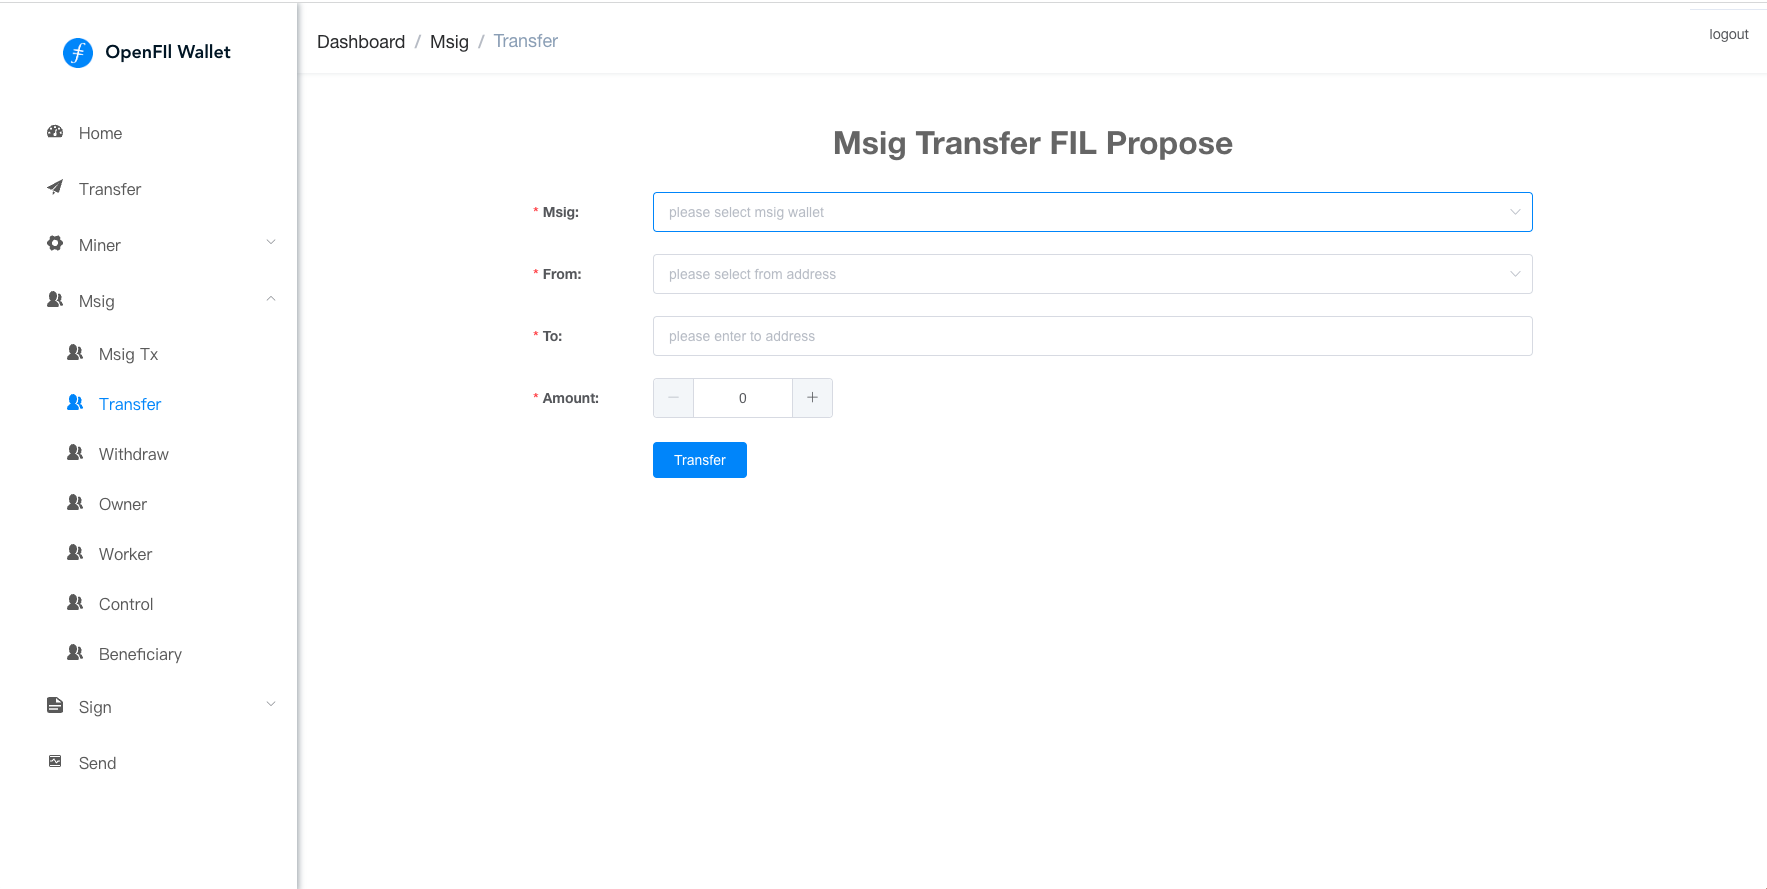 OpenFIl Wallet
Home
Transfer
Miner
Msig
Msig Tx
Transfer
Withdraw
Owner
Worker
Control
Beneficiary
Sign
Send
Dashboard / Msig / Transfer
logout
Msig Transfer FIL Propose
* Msig: please select msig wallet
* From: please select from address
* To: please enter to address
* Amount: − 0 +
Transfer